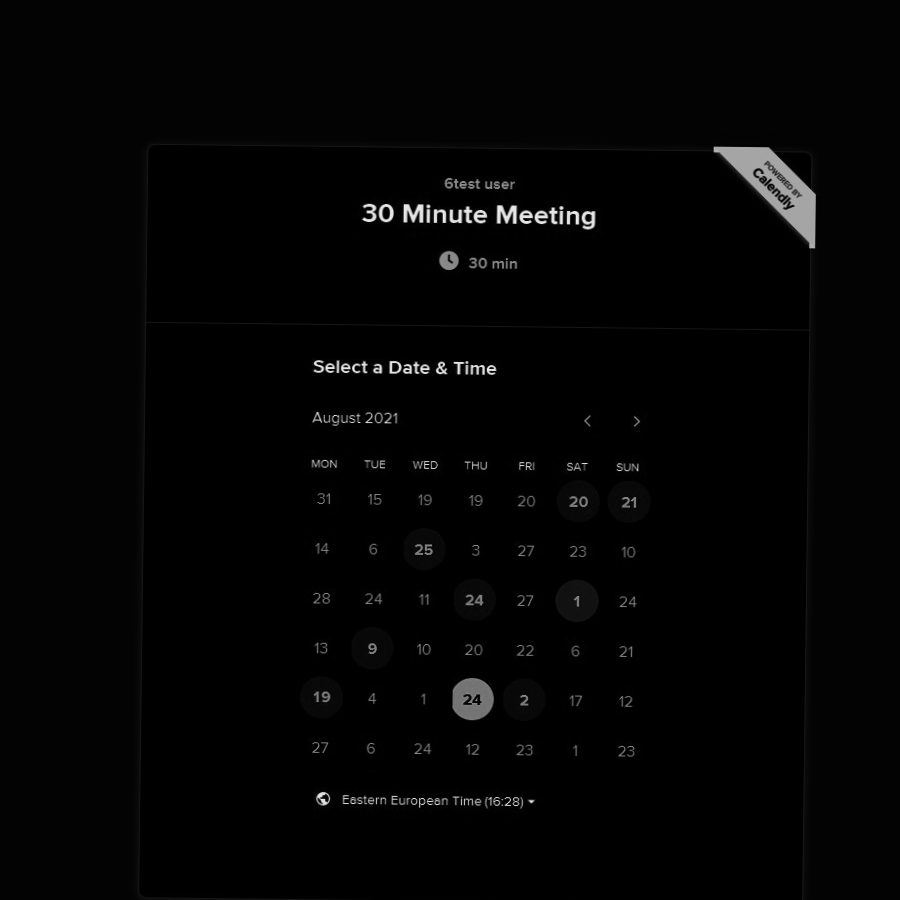 POWERED BY
Calendly
6test user
30 Minute Meeting
30 min
Select a Date & Time
August 2021
MON TUE WED THU FRI SAT SUN
31 15 19 19 20 20 21
14 6 25 3 27 23 10
28 24 11 24 27 1 24
13 9 10 20 22 6 21
19 4 1 24 2 17 12
27 6 24 12 23 1 23
Eastern European Time (16:28)